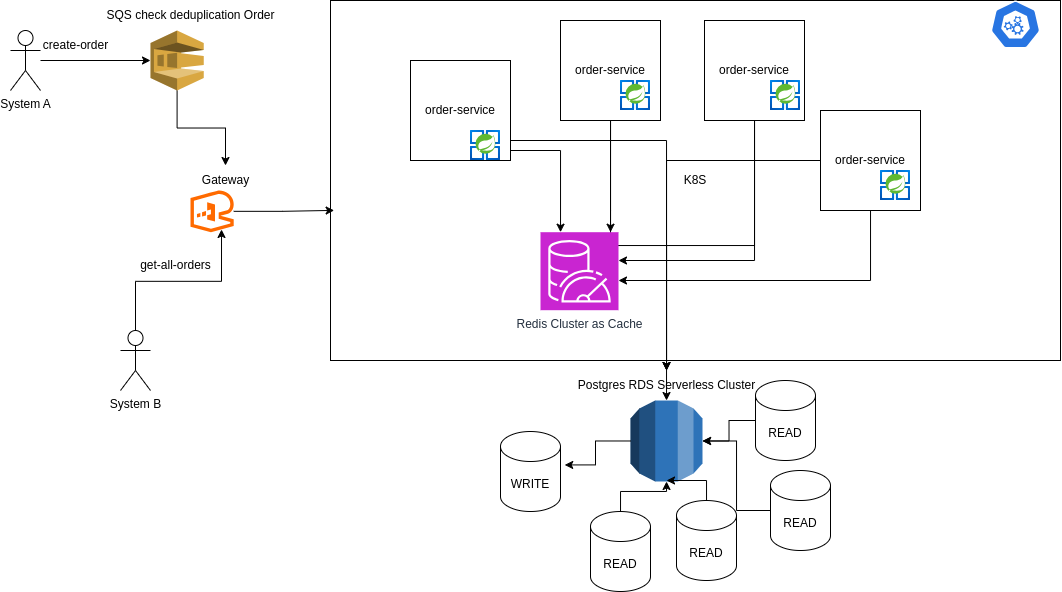 SQS check deduplication Order
create-order
System A
order-service
order-service
order-service
order-service
K8S
Gateway
get-all-orders
System B
Redis Cluster as Cache
Postgres RDS Serverless Cluster
READ
WRITE
READ
READ
READ